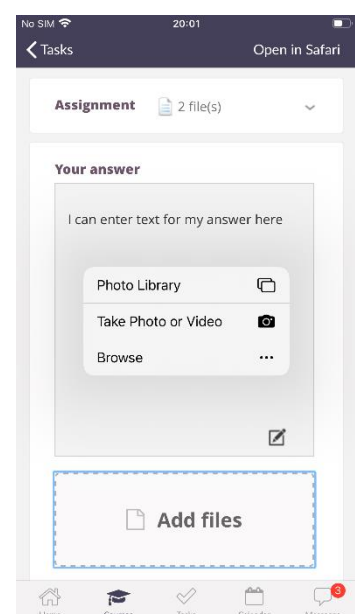 No SIM 20:01
Tasks Open in Safari
Assignment 2 file(s)
Your answer
I can enter text for my answer here
Photo Library
Take Photo or Video
Browse
Add files
3